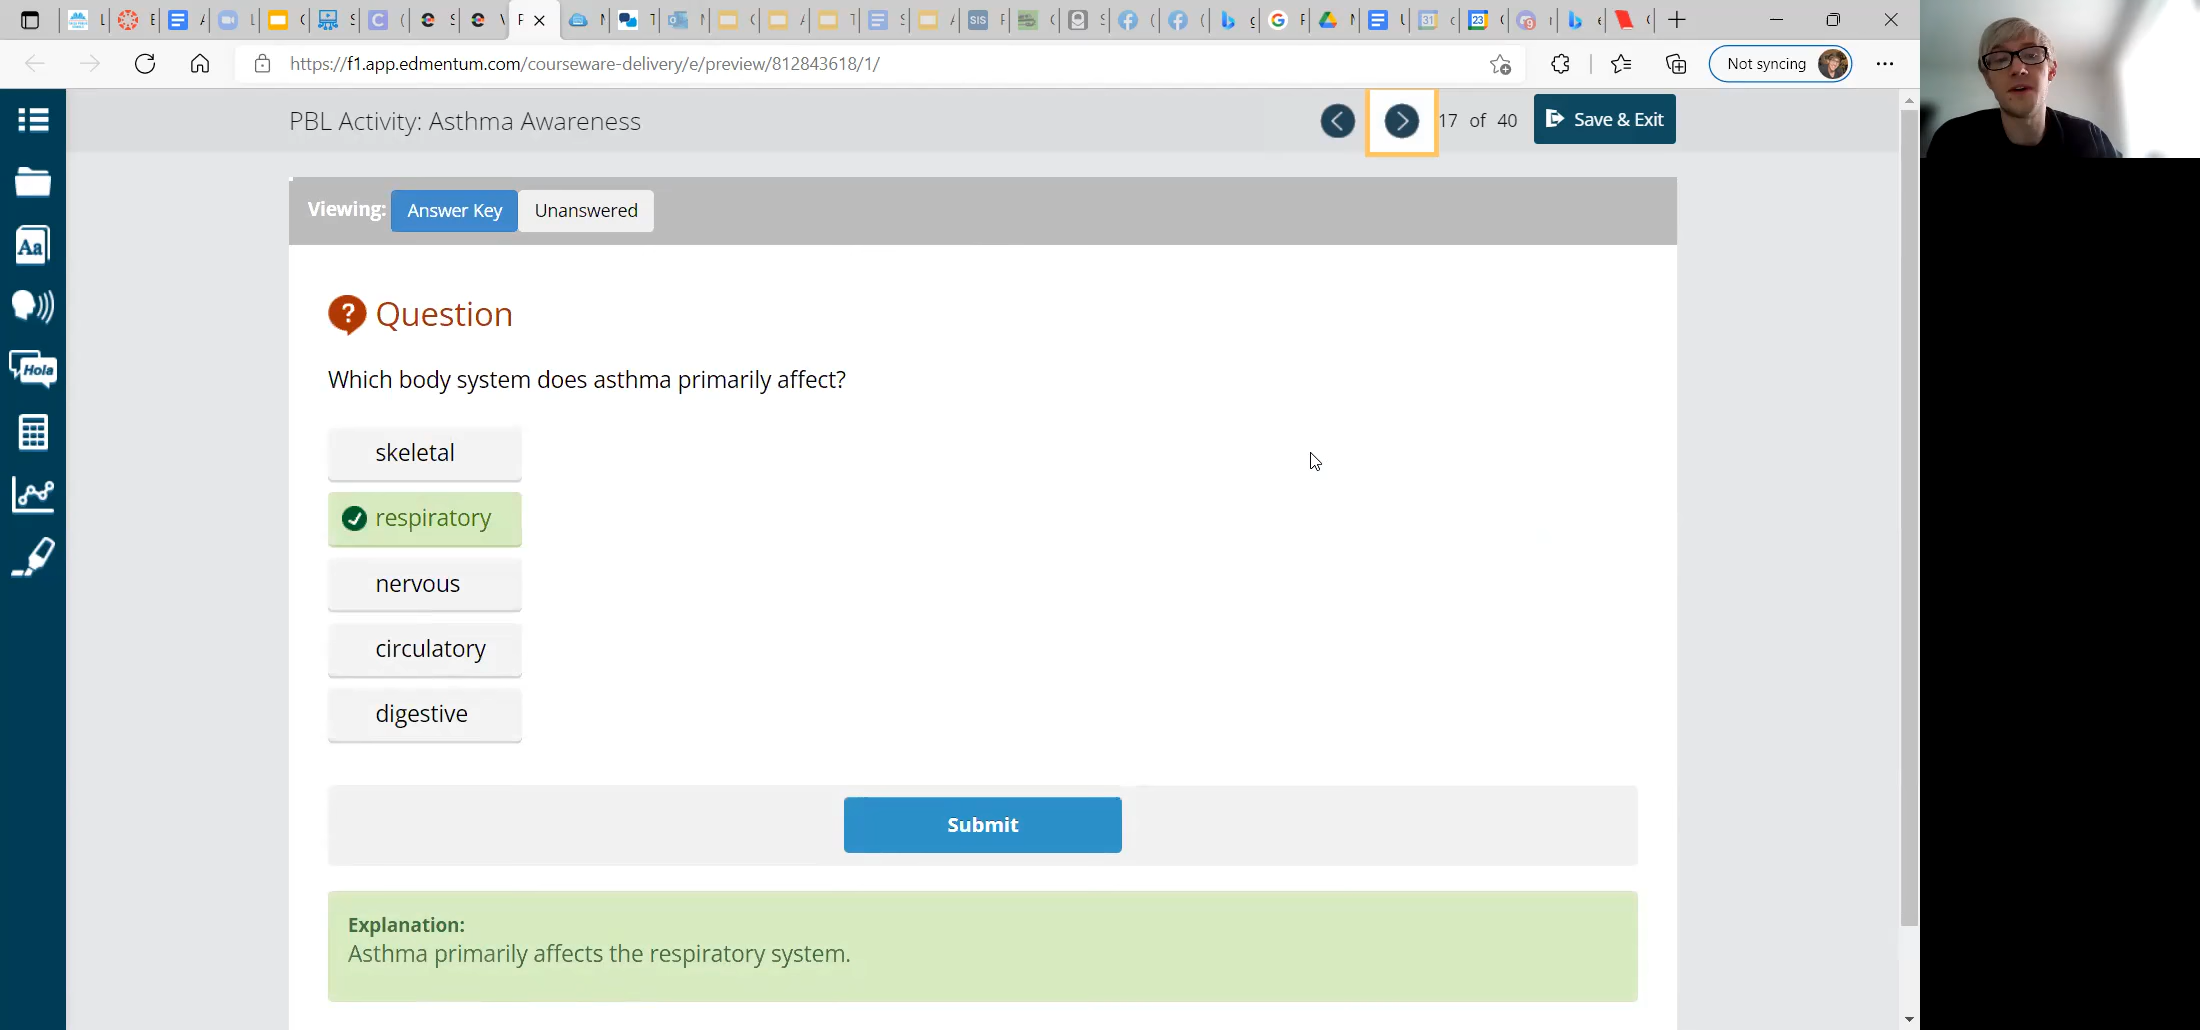 https://f1.app.edmentum.com/courseware-delivery/e/preview/812843618/1/
Not syncing
PBL Activity: Asthma Awareness
17 of 40
Save & Exit
Viewing:
Answer Key
Unanswered
Aa
Hola
? Question
Which body system does asthma primarily affect?
skeletal
respiratory
nervous
circulatory
digestive
Submit
Explanation:
Asthma primarily affects the respiratory system.